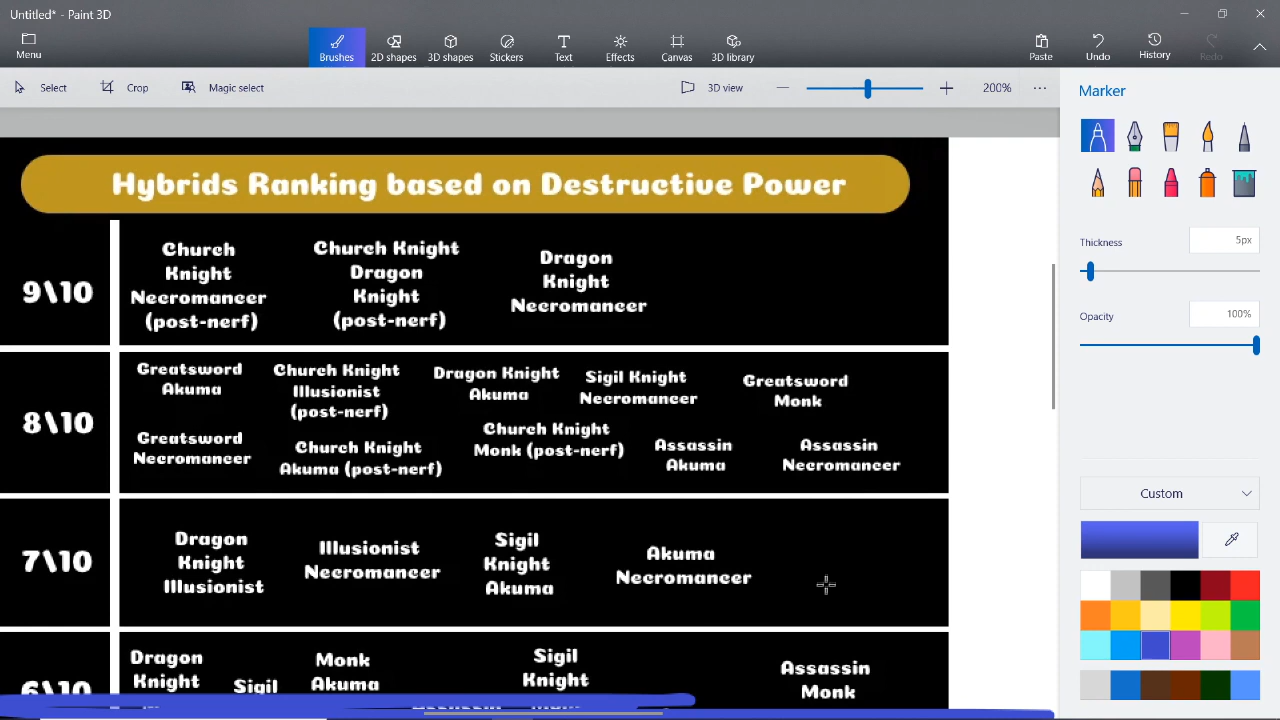 Untitled* - Paint 3D
Menu
Brushes
2D shapes
3D shapes
Stickers
Text
Effects
Canvas
3D library
Paste
Undo
History
Redo
Select
Crop
Magic select
3D view
200%
Marker
Thickness
5px
Opacity
100%
Custom
Hybrids Ranking based on Destructive Power
9\10
Church
Knight
Necromancer
(post-nerf)
Church Knight
Dragon
Knight
(post-nerf)
Dragon
Knight
Necromancer
8\10
Greatsword
Akuma
Church Knight
Illusionist
(post-nerf)
Dragon Knight
Akuma
Sigil Knight
Necromancer
Greatsword
Monk
Greatsword
Necromancer
Church Knight
Akuma (post-nerf)
Church Knight
Monk (post-nerf)
Assassin
Akuma
Assassin
Necromancer
7\10
Dragon
Knight
Illusionist
Illusionist
Necromancer
Sigil
Knight
Akuma
Akuma
Necromancer
6\10
Dragon
Knight
Sigil
Monk
Akuma
Sigil
Knight
Assassin
Monk